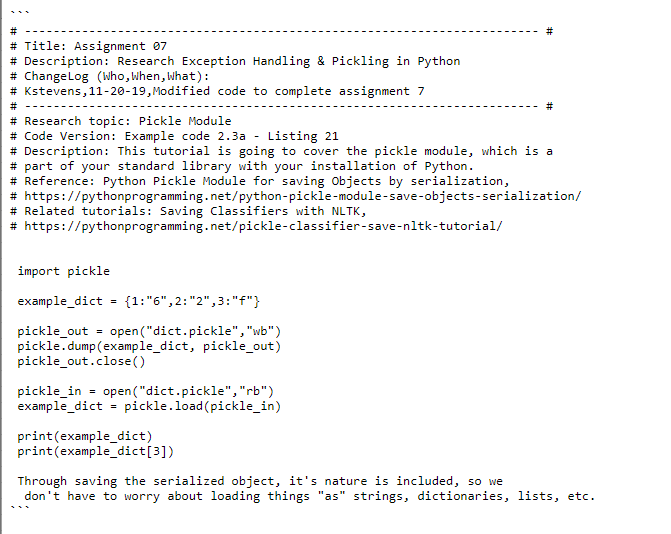 ```
# ------------------------------------------------------------------------ #
# Title: Assignment 07
# Description: Research Exception Handling & Pickling in Python
# ChangeLog (Who,When,What):
# Kstevens,11-20-19,Modified code to complete assignment 7
# ------------------------------------------------------------------------ #
# Research topic: Pickle Module
# Code Version: Example code 2.3a - Listing 21
# Description: This tutorial is going to cover the pickle module, which is a
# part of your standard library with your installation of Python.
# Reference: Python Pickle Module for saving Objects by serialization,
# https://pythonprogramming.net/python-pickle-module-save-objects-serialization/
# Related tutorials: Saving Classifiers with NLTK,
# https://pythonprogramming.net/pickle-classifier-save-nltk-tutorial/
import pickle
example_dict = {1:"6",2:"2",3:"f"}
pickle_out = open("dict.pickle","wb")
pickle.dump(example_dict, pickle_out)
pickle_out.close()
pickle_in = open("dict.pickle","rb")
example_dict = pickle.load(pickle_in)
print(example_dict)
print(example_dict[3])
Through saving the serialized object, it's nature is included, so we
don't have to worry about loading things "as" strings, dictionaries, lists, etc.
```